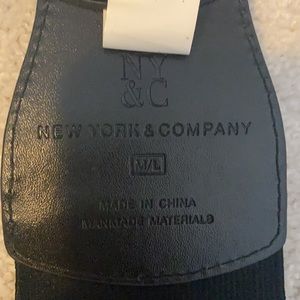 NY
&C
NEW YORK & COMPANY
M/L
MADE IN CHINA
MANMADE MATERIALS